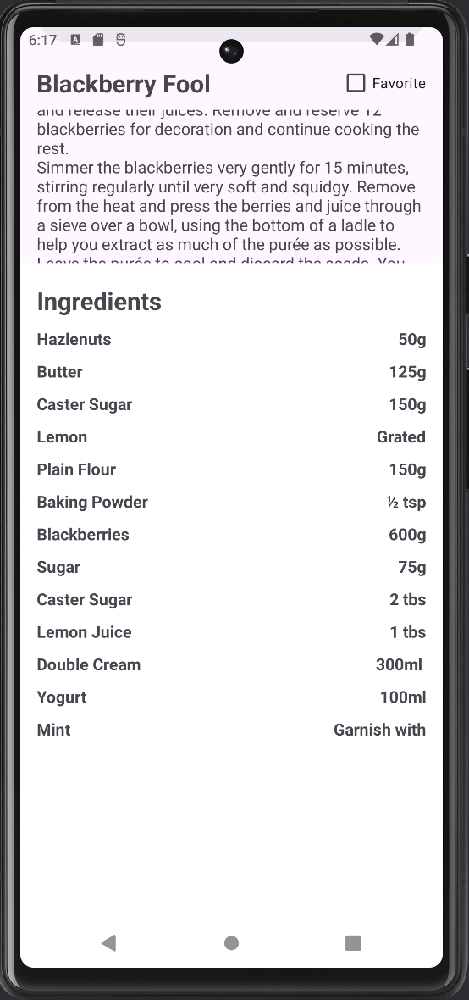 6:17
Blackberry Fool
Favorite
and release their juices. Remove and reserve 12
blackberries for decoration and continue cooking the
rest.
Simmer the blackberries very gently for 15 minutes,
stirring regularly until very soft and squidgy. Remove
from the heat and press the berries and juice through
a sieve over a bowl, using the bottom of a ladle to
help you extract as much of the purée as possible.
Leave the purée to cool and discard the seeds. You
Ingredients
Hazlenuts 50g
Butter 125g
Caster Sugar 150g
Lemon Grated
Plain Flour 150g
Baking Powder ½ tsp
Blackberries 600g
Sugar 75g
Caster Sugar 2 tbs
Lemon Juice 1 tbs
Double Cream 300ml
Yogurt 100ml
Mint Garnish with